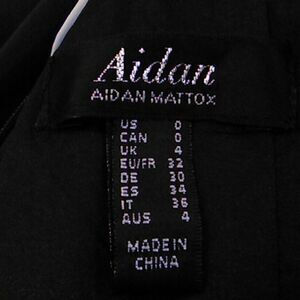 Aidan
AIDAN MATTOX
US 0
CAN 0
UK 4
EU/FR 32
DE 30
ES 34
IT 36
AUS 4
MADE IN
CHINA